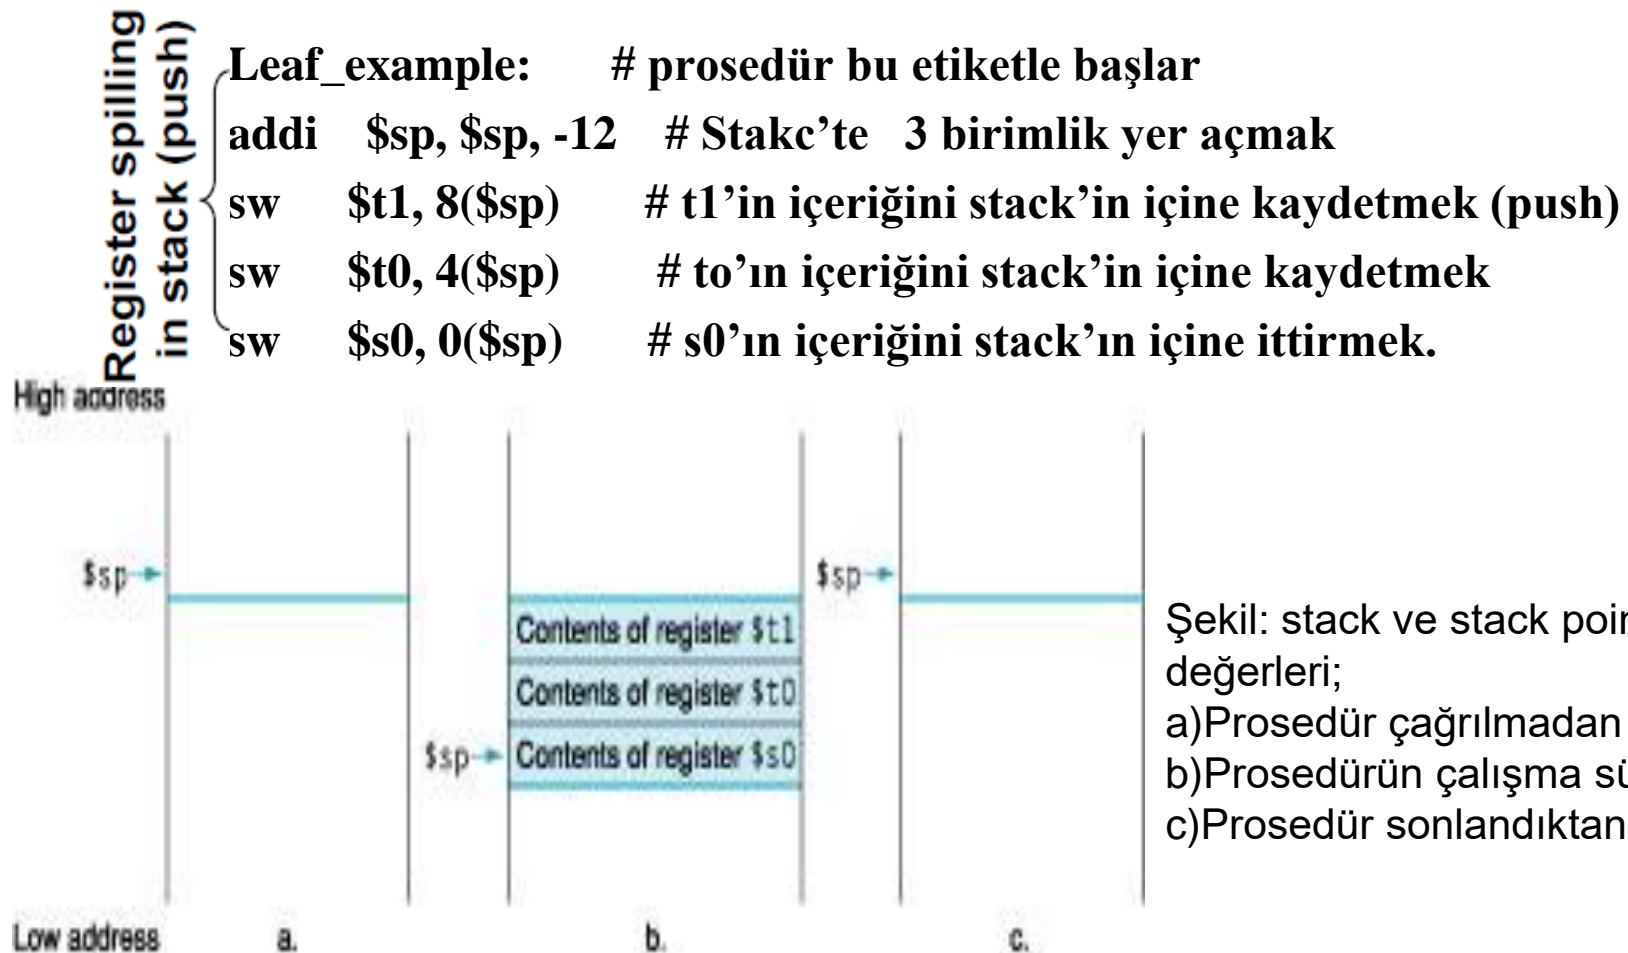 Register spilling
in stack (push)
Leaf_example: # prosedür bu etiketle başlar
addi $sp, $sp, -12 # Stakc’te 3 birimlik yer açmak
sw $t1, 8($sp) # t1’in içeriğini stack’in içine kaydetmek (push)
sw $t0, 4($sp) # to’ın içeriğini stack’in içine kaydetmek
sw $s0, 0($sp) # s0’ın içeriğini stack’ın içine ittirmek.
High address
$sp
$sp
Contents of register $t1
Contents of register $t0
$sp
Contents of register $s0
Şekil: stack ve stack
değerleri;
a)Prosedür çağrılmadan
b)Prosedürün çalışma
c)Prosedür sonlandıktan
Low address a. b. c.